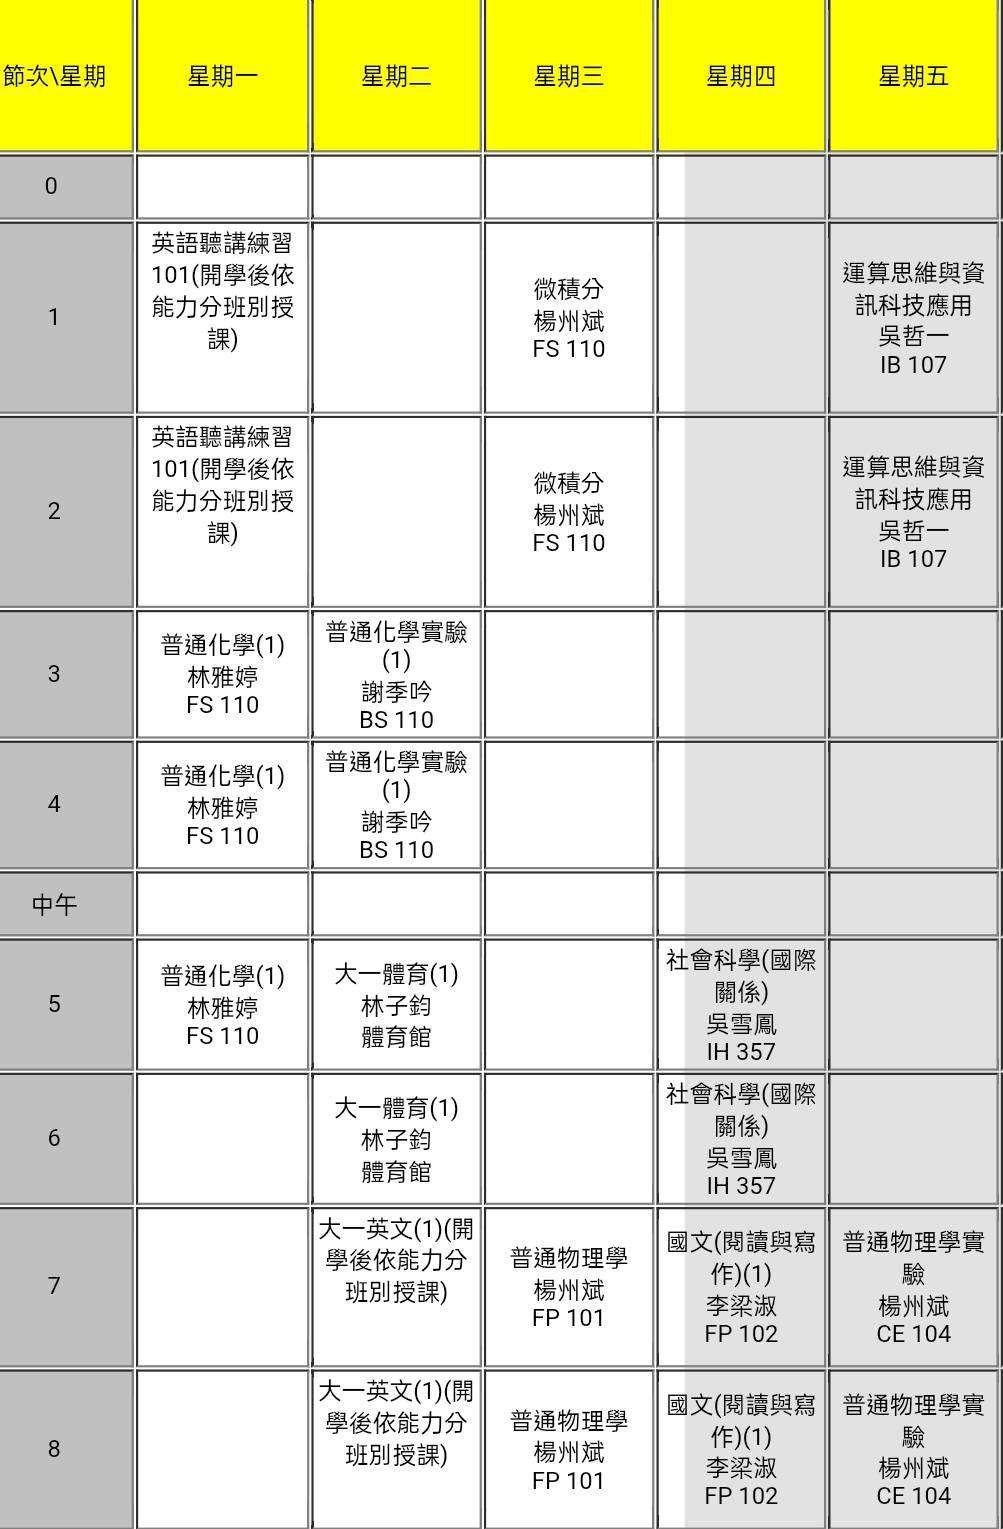 節次\星期 星期一 星期二 星期三 星期四 星期五
0
1
英語聽講練習
101(開學後依
能力分班別授
課)
微積分
楊州斌
FS 110
運算思維與資
訊科技應用
吳哲一
IB 107
2
英語聽講練習
101(開學後依
能力分班別授
課)
微積分
楊州斌
FS 110
運算思維與資
訊科技應用
吳哲一
IB 107
3
普通化學(1)
林雅婷
FS 110
普通化學實驗
(1)
謝季吟
BS 110
4
普通化學(1)
林雅婷
FS 110
普通化學實驗
(1)
謝季吟
BS 110
中午
5
普通化學(1)
林雅婷
FS 110
大一體育(1)
林子鈞
體育館
社會科學(國際
關係)
吳雪鳳
IH 357
6
大一體育(1)
林子鈞
體育館
社會科學(國際
關係)
吳雪鳳
IH 357
7
大一英文(1)(開
學後依能力分
班別授課)
普通物理學
楊州斌
FP 101
國文(閱讀與寫
作)(1)
李梁淑
FP 102
普通物理學實
驗
楊州斌
CE 104
8
大一英文(1)(開
學後依能力分
班別授課)
普通物理學
楊州斌
FP 101
國文(閱讀與寫
作)(1)
李梁淑
FP 102
普通物理學實
驗
楊州斌
CE 104